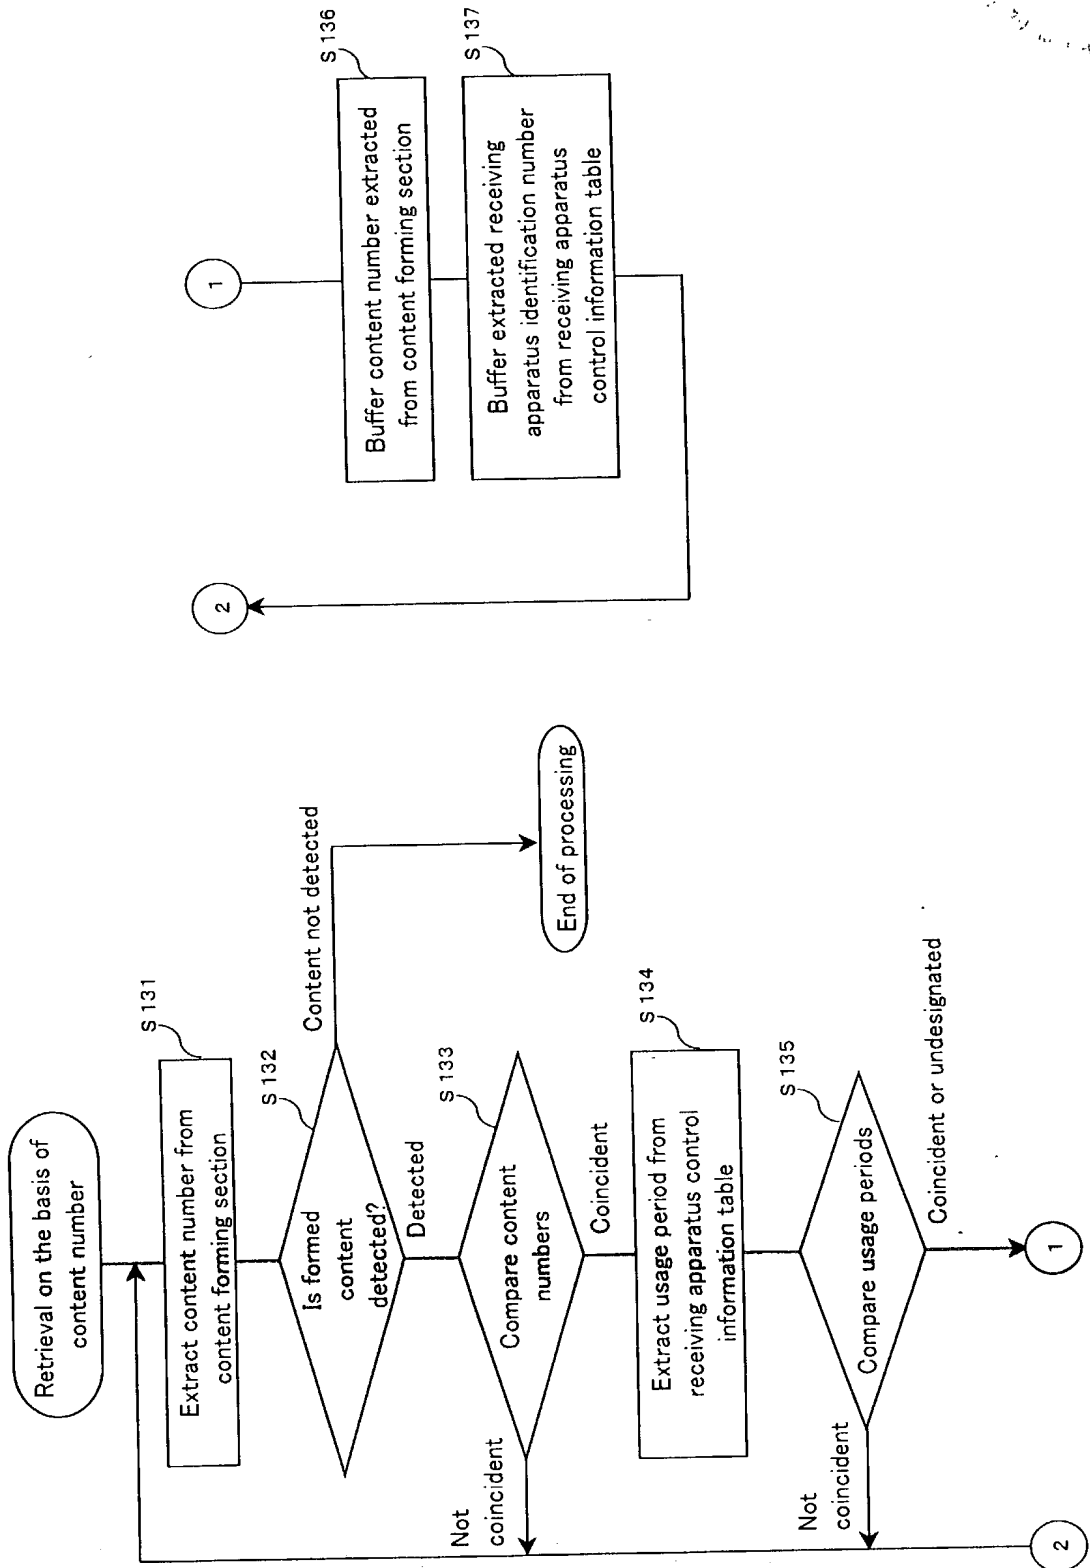 Retrieval on the basis of
content number
S 131
Extract content number from
content forming section
S 132
Is formed
content
detected?
Content not detected
End of processing
Detected
S 133
Compare content
numbers
Not
coincident
Coincident
S 134
Extract usage period from
receiving apparatus control
information table
S 135
Compare usage periods
Not
coincident
Coincident or undesignated
2
1
1
S 136
Buffer content number extracted
from content forming section
S 137
Buffer extracted receiving
apparatus identification number
from receiving apparatus
control information table
2